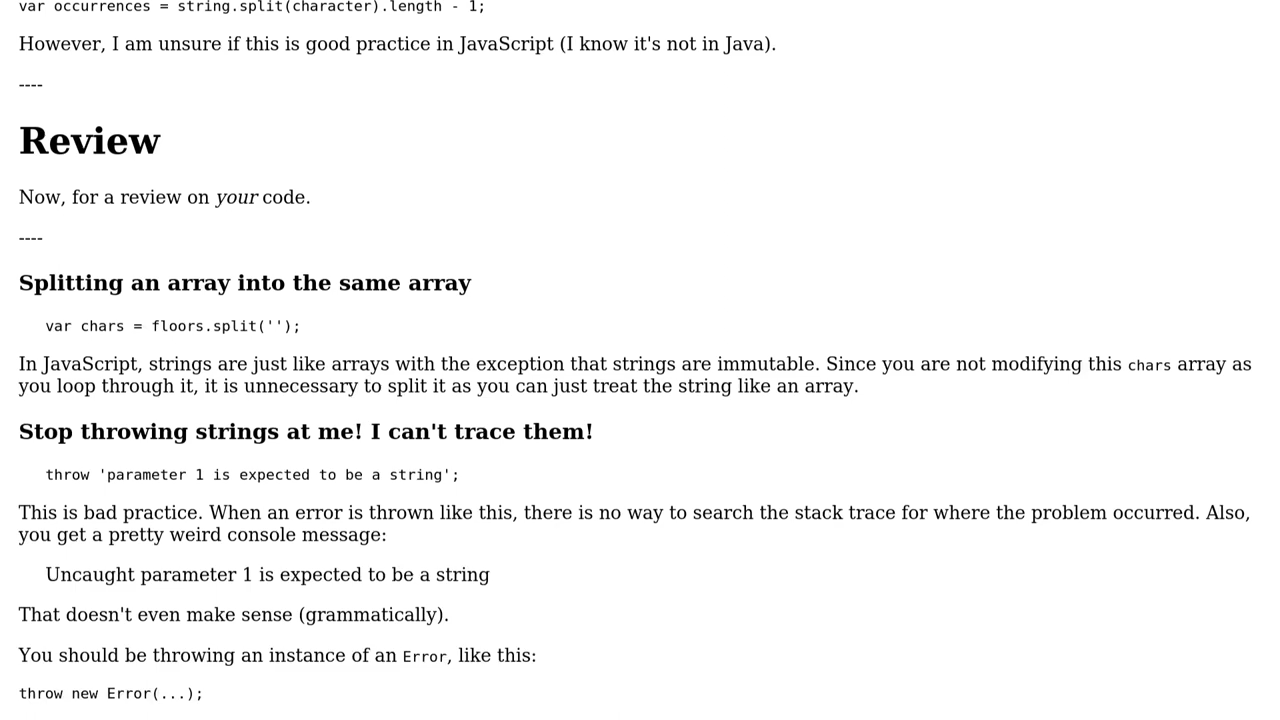 var occurrences = string.split(character).length - 1;
However, I am unsure if this is good practice in JavaScript (I know it's not in Java).
----
Review
Now, for a review on your code.
----
Splitting an array into the same array
var chars = floors.split('');
In JavaScript, strings are just like arrays with the exception that strings are immutable. Since you are not modifying this chars array as
you loop through it, it is unnecessary to split it as you can just treat the string like an array.
Stop throwing strings at me! I can't trace them!
throw 'parameter 1 is expected to be a string';
This is bad practice. When an error is thrown like this, there is no way to search the stack trace for where the problem occurred. Also,
you get a pretty weird console message:
Uncaught parameter 1 is expected to be a string
That doesn't even make sense (grammatically).
You should be throwing an instance of an Error, like this:
throw new Error(...);